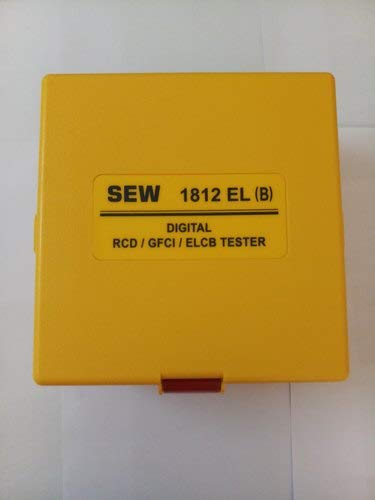 SEW 1812 EL (B)
DIGITAL
RCD / GFCI / ELCB TESTER